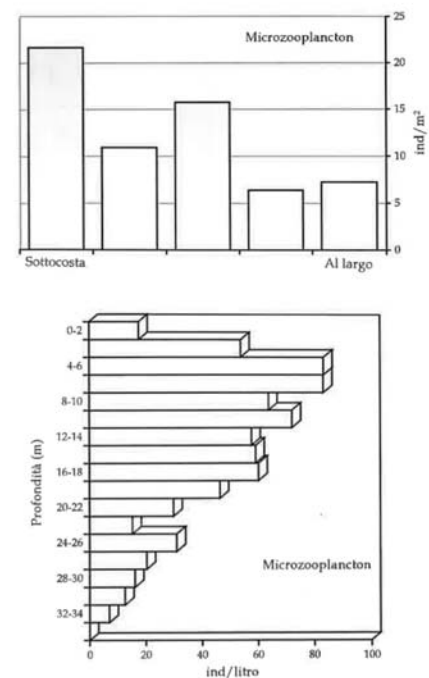 25
Microzooplancton
20
15
10
5
0
ind/m²
Sottocosta Al largo
0-2
4-6
8-10
12-14
16-18
20-22
24-26
28-30
32-34
Profondità (m)
Microzooplancton
0 20 40 60 80 100
ind/litro